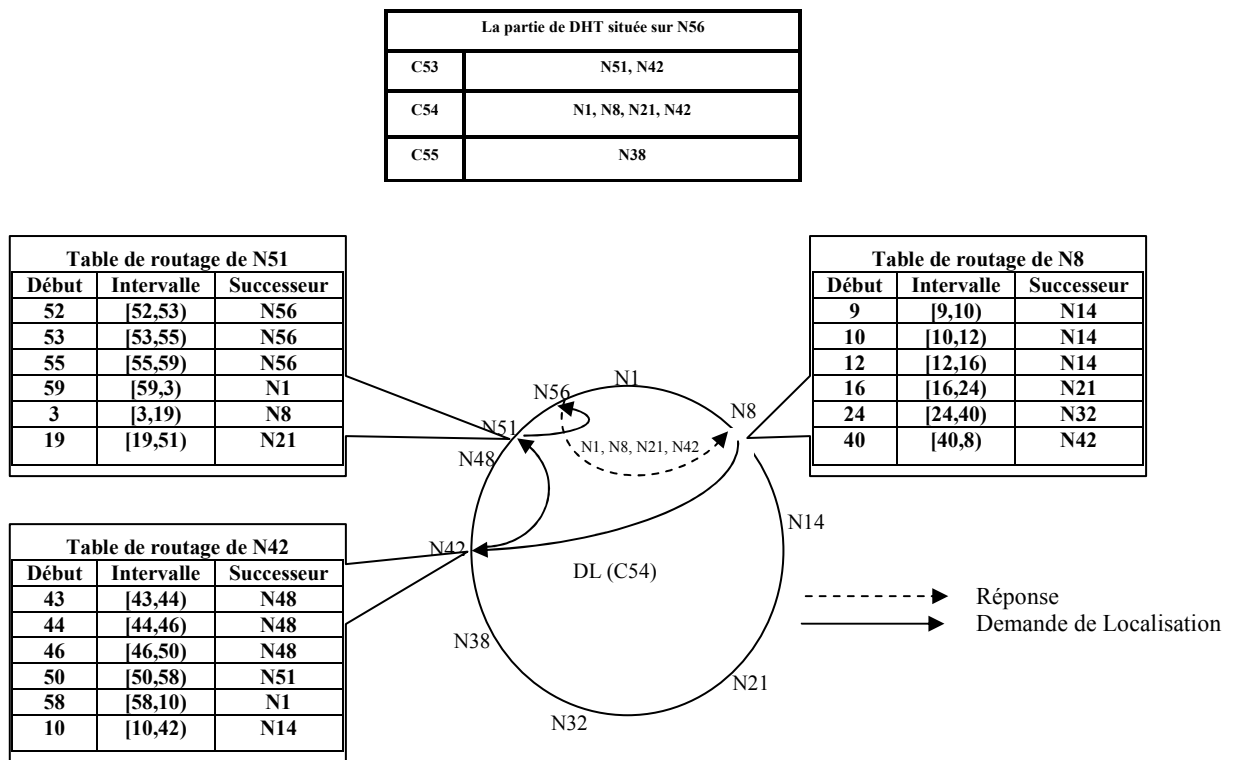 La partie de DHT située sur N56
C53 N51, N42
C54 N1, N8, N21, N42
C55 N38
Table de routage de N51
Début Intervalle Successeur
52 [52,53) N56
53 [53,55) N56
55 [55,59) N56
59 [59,3) N1
3 [3,19) N8
19 [19,51) N21
Table de routage de N8
Début Intervalle Successeur
9 [9,10) N14
10 [10,12) N14
12 [12,16) N14
16 [16,24) N21
24 [24,40) N32
40 [40,8) N42
N1
N56
N8
N51
N1, N8, N21, N42
N48
N14
N42
DL (C54)
Table de routage de N42
Début Intervalle Successeur
43 [43,44) N48
44 [44,46) N48
46 [46,50) N48
50 [50,58) N51
58 [58,10) N1
10 [10,42) N14
Réponse
Demande de Localisation
N38
N21
N32